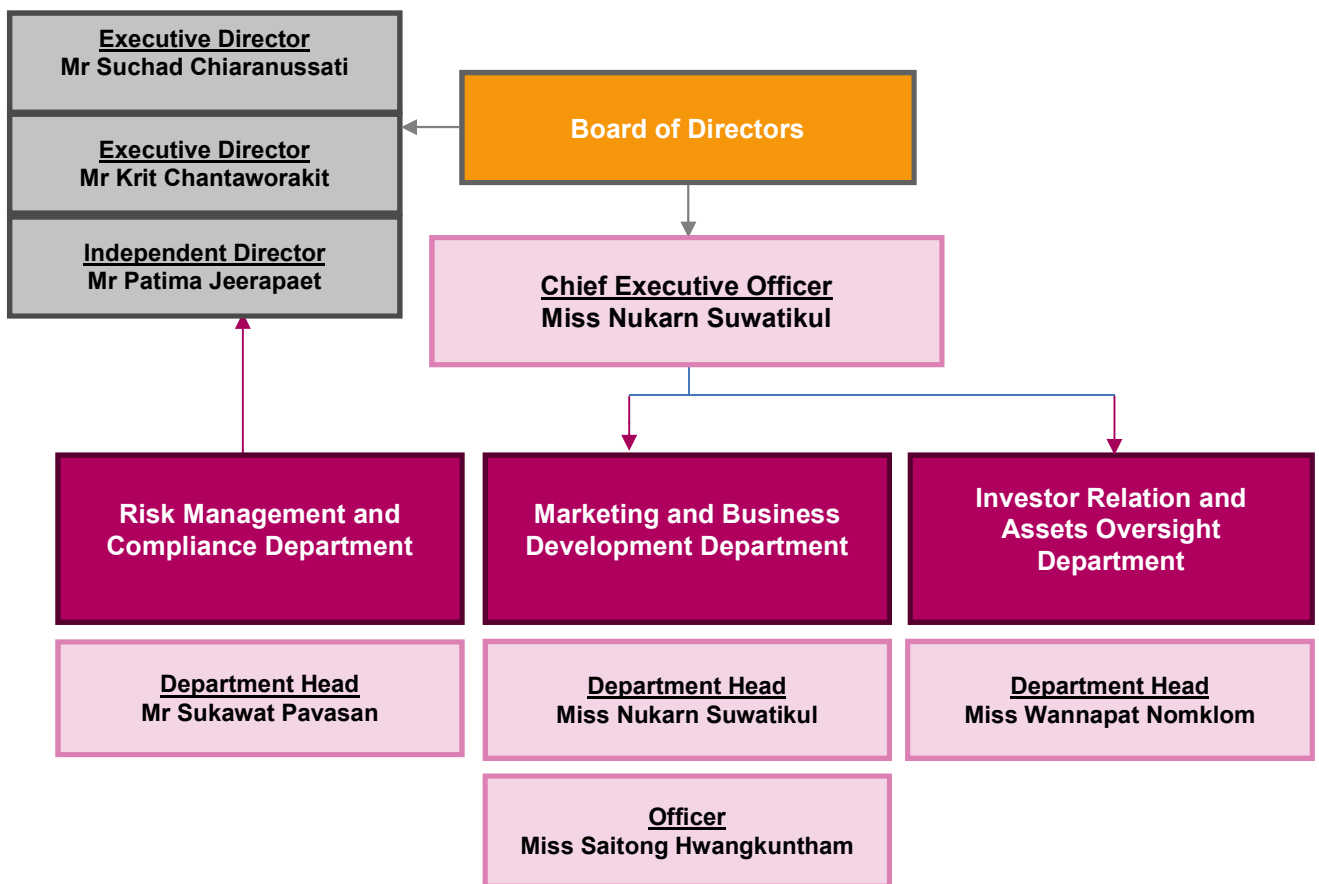 Executive Director
Mr Suchad Chiaranussati
Executive Director
Mr Krit Chantaworakit
Independent Director
Mr Patima Jeerapaet
Board of Directors
Chief Executive Officer
Miss Nukarn Suwatikul
Risk Management and
Compliance Department
Marketing and Business
Development Department
Investor Relation and
Assets Oversight
Department
Department Head
Mr Sukawat Pavasan
Department Head
Miss Nukarn Suwatikul
Department Head
Miss Wannapat Nomklom
Officer
Miss Saitong Hwangkuntham